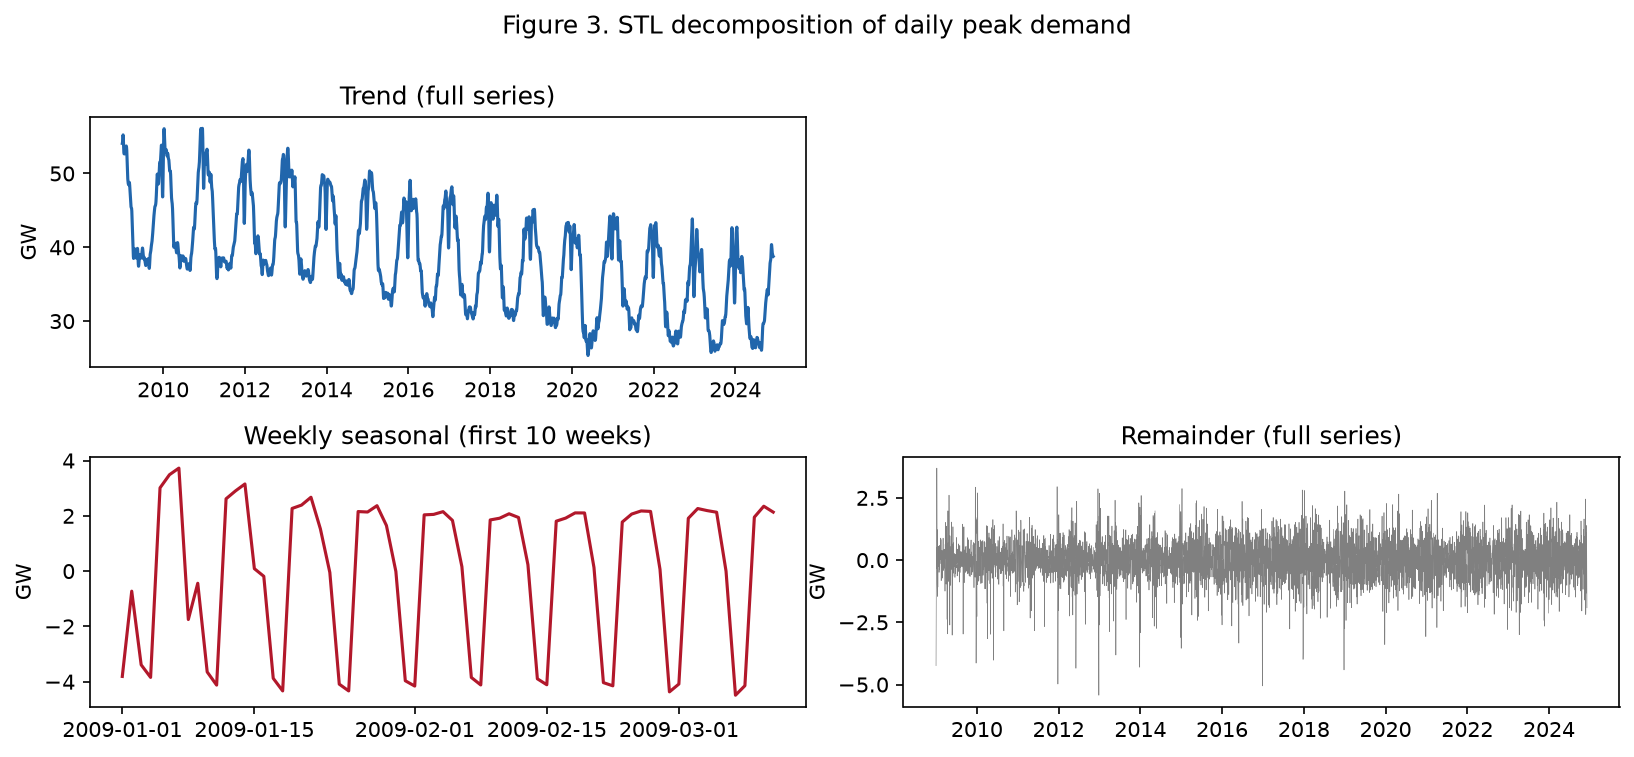 Figure 3. STL decomposition of daily peak demand
Trend (full series)
GW
50
40
30
2010 2012 2014 2016 2018 2020 2022 2024
Weekly seasonal (first 10 weeks)
GW
4
2
0
−2
−4
2009-01-01 2009-01-15 2009-02-01 2009-02-15 2009-03-01
Remainder (full series)
GW
2.5
0.0
−2.5
−5.0
2010 2012 2014 2016 2018 2020 2022 2024